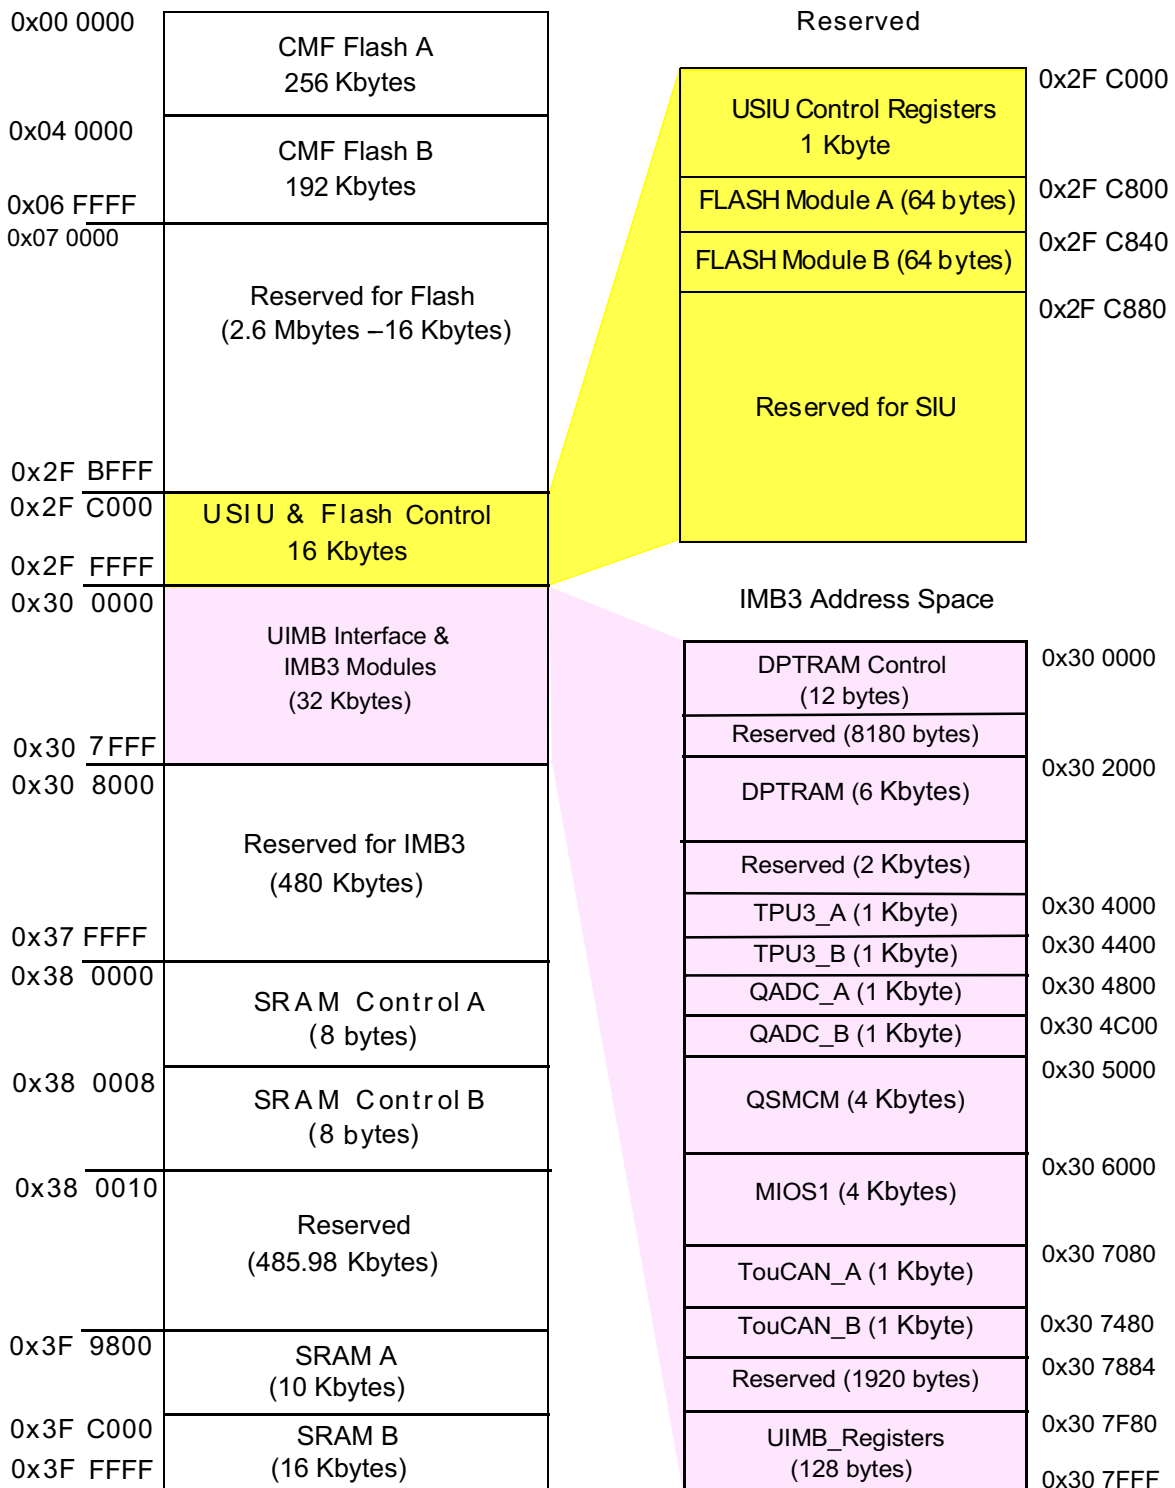 0x00 0000
CMF Flash A
256 Kbytes
0x04 0000
CMF Flash B
192 Kbytes
0x06 FFFF
0x07 0000
Reserved for Flash
(2.6 Mbytes –16 Kbytes)
0x2F BFFF
0x2F C000
USIU & Flash Control
16 Kbytes
0x2F FFFF
0x30 0000
UIMB Interface &
IMB3 Modules
(32 Kbytes)
0x30 7FFF
0x30 8000
Reserved for IMB3
(480 Kbytes)
0x37 FFFF
0x38 0000
SRAM Control A
(8 bytes)
0x38 0008
SRAM Control B
(8 bytes)
0x38 0010
Reserved
(485.98 Kbytes)
0x3F 9800
SRAM A
(10 Kbytes)
0x3F C000
SRAM B
(16 Kbytes)
0x3F FFFF
Reserved
0x2F C000
USIU Control Registers
1 Kbyte
FLASH Module A (64 bytes)
0x2F C800
FLASH Module B (64 bytes)
0x2F C840
0x2F C880
Reserved for SIU
IMB3 Address Space
DPTRAM Control
(12 bytes)
0x30 0000
Reserved (8180 bytes)
DPTRAM (6 Kbytes)
0x30 2000
Reserved (2 Kbytes)
TPU3_A (1 Kbyte)
0x30 4000
TPU3_B (1 Kbyte)
0x30 4400
QADC_A (1 Kbyte)
0x30 4800
QADC_B (1 Kbyte)
0x30 4C00
QSMCM (4 Kbytes)
0x30 5000
MIOS1 (4 Kbytes)
0x30 6000
TouCAN_A (1 Kbyte)
0x30 7080
TouCAN_B (1 Kbyte)
0x30 7480
Reserved (1920 bytes)
0x30 7884
UIMB_Registers
(128 bytes)
0x30 7F80
0x30 7FFF